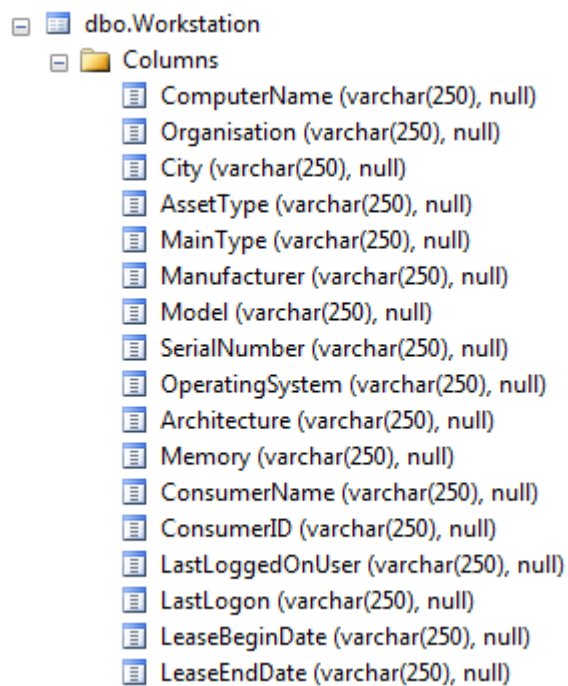 dbo.Workstation
Columns
ComputerName (varchar(250), null)
Organisation (varchar(250), null)
City (varchar(250), null)
AssetType (varchar(250), null)
MainType (varchar(250), null)
Manufacturer (varchar(250), null)
Model (varchar(250), null)
SerialNumber (varchar(250), null)
OperatingSystem (varchar(250), null)
Architecture (varchar(250), null)
Memory (varchar(250), null)
ConsumerName (varchar(250), null)
ConsumerID (varchar(250), null)
LastLoggedOnUser (varchar(250), null)
LastLogon (varchar(250), null)
LeaseBeginDate (varchar(250), null)
LeaseEndDate (varchar(250), null)